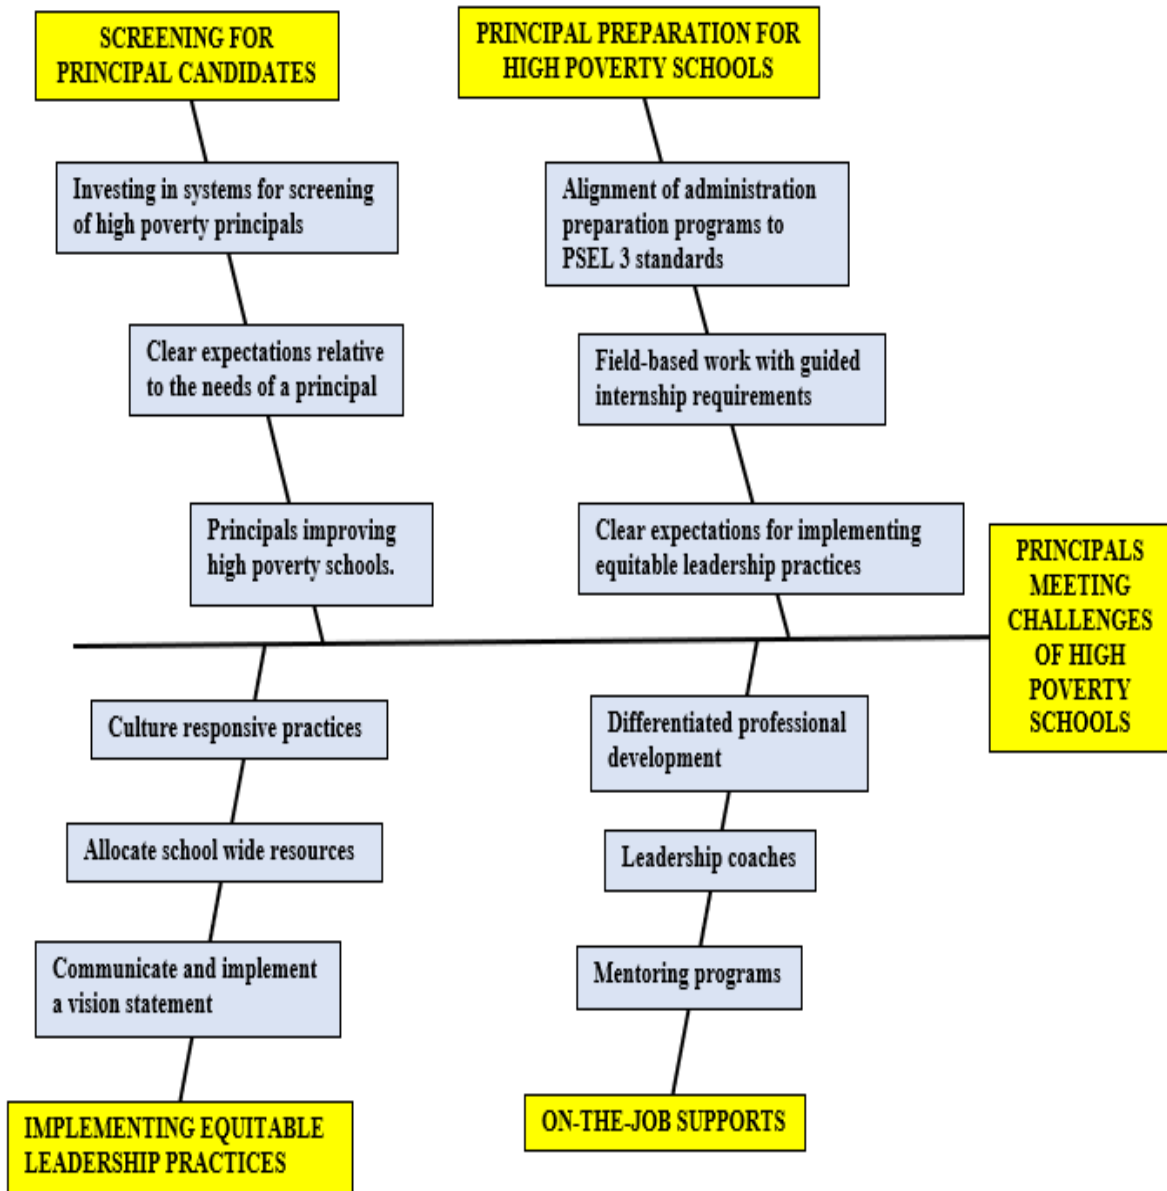 SCREENING FOR
PRINCIPAL CANDIDATES
PRINCIPAL PREPARATION FOR
HIGH POVERTY SCHOOLS
Investing in systems for screening
of high poverty principals
Alignment of administration
preparation programs to
PSEL 3 standards
Clear expectations relative
to the needs of a principal
Field-based work with guided
internship requirements
Principals improving
high poverty schools.
Clear expectations for implementing
equitable leadership practices
PRINCIPALS
MEETING
CHALLENGES
OF HIGH
POVERTY
SCHOOLS
Culture responsive practices
Differentiated professional
development
Allocate school wide resources
Leadership coaches
Communicate and implement
a vision statement
Mentoring programs
IMPLEMENTING EQUITABLE
LEADERSHIP PRACTICES
ON-THE-JOB SUPPORTS